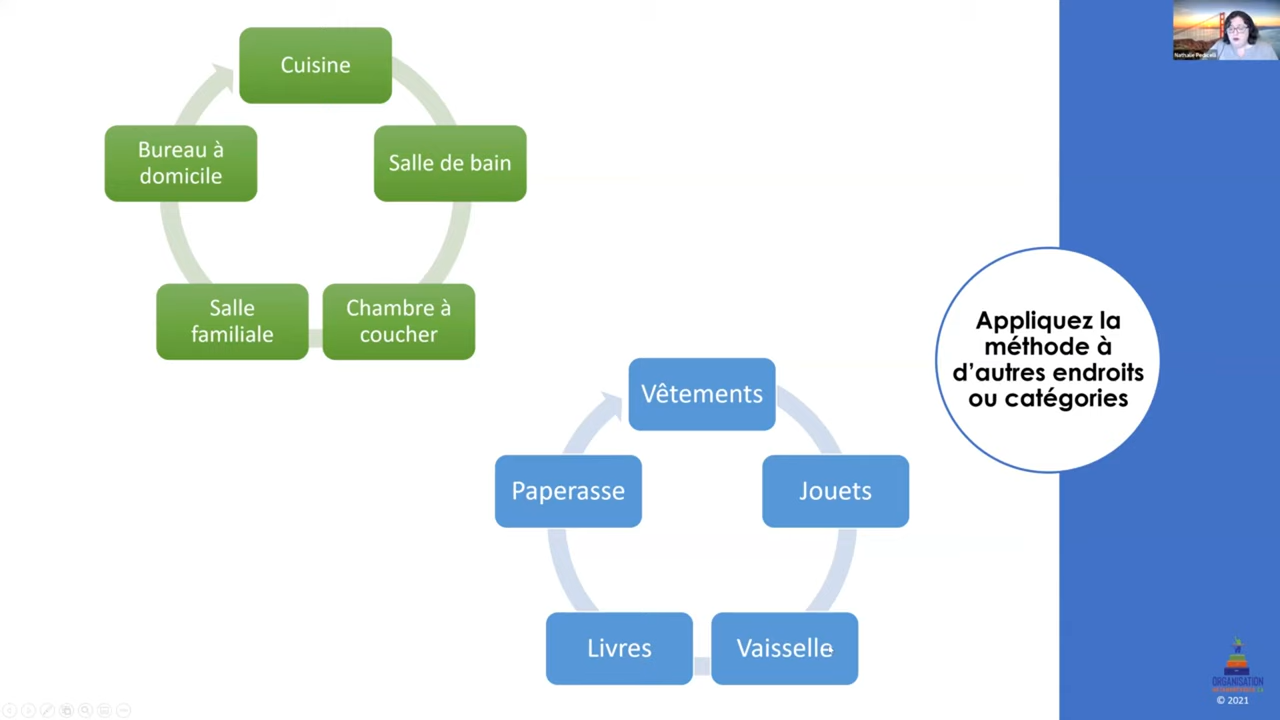 Cuisine
Salle de bain
Chambre à
coucher
Salle
familiale
Bureau à
domicile
Vêtements
Jouets
Vaisselle
Livres
Paperasse
Appliquez la
méthode à
d’autres endroits
ou catégories
ORGANISATION
© 2021